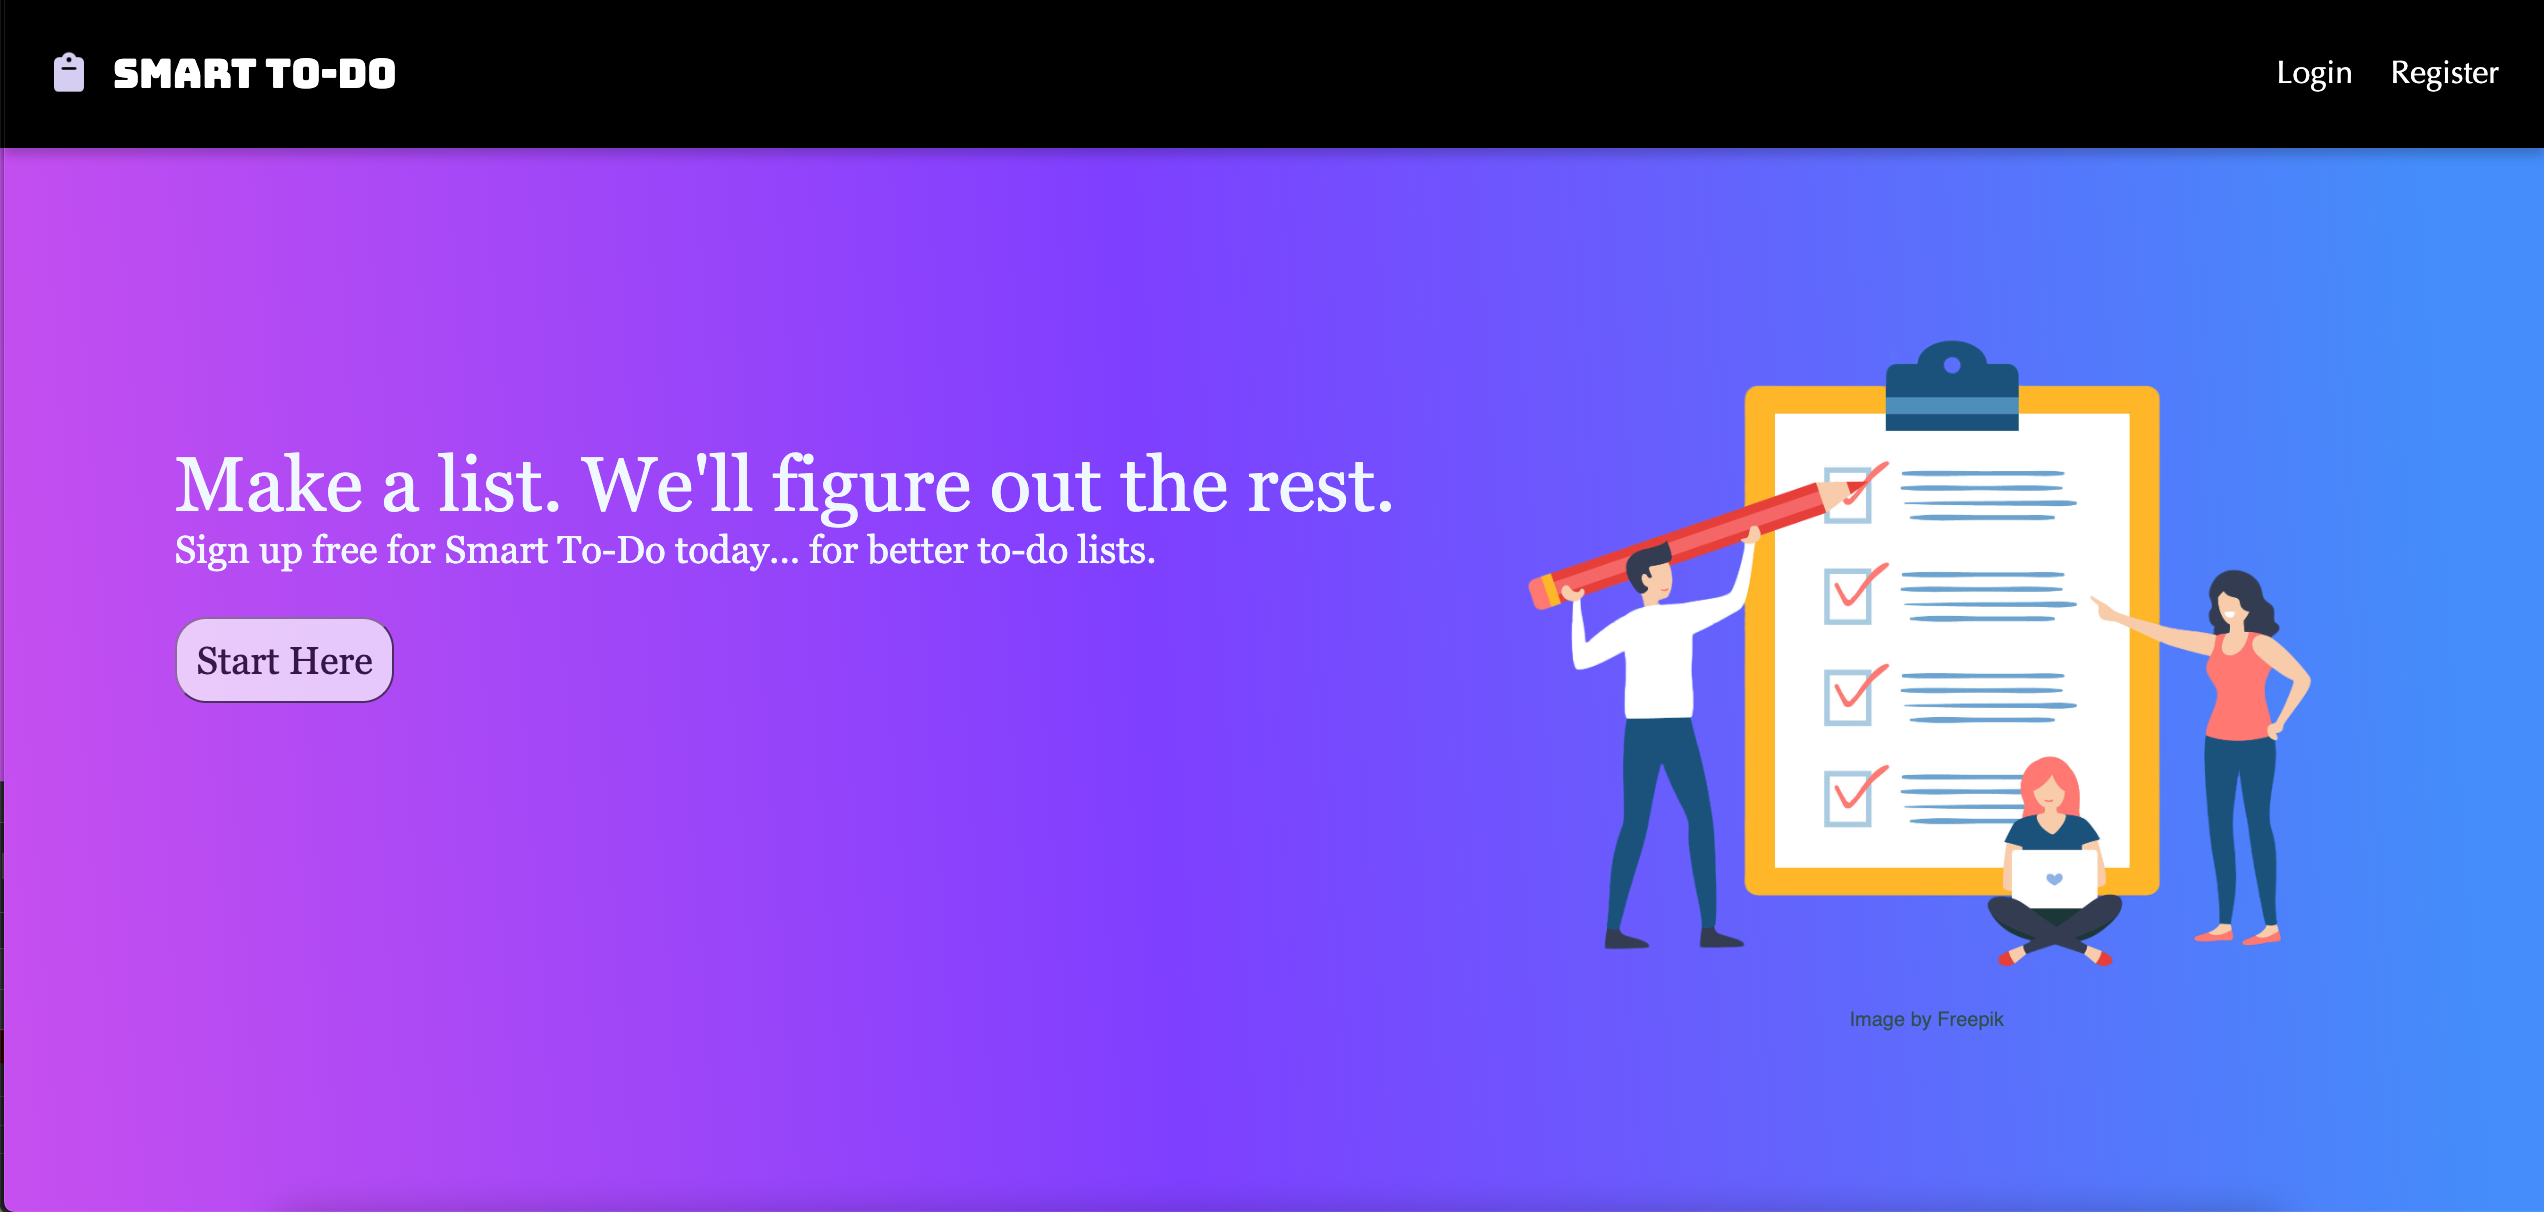 SMART TO-DO
Login
Register
Make a list. We'll figure out the rest.
Sign up free for Smart To-Do today... for better to-do lists.
Start Here
Image by Freepik